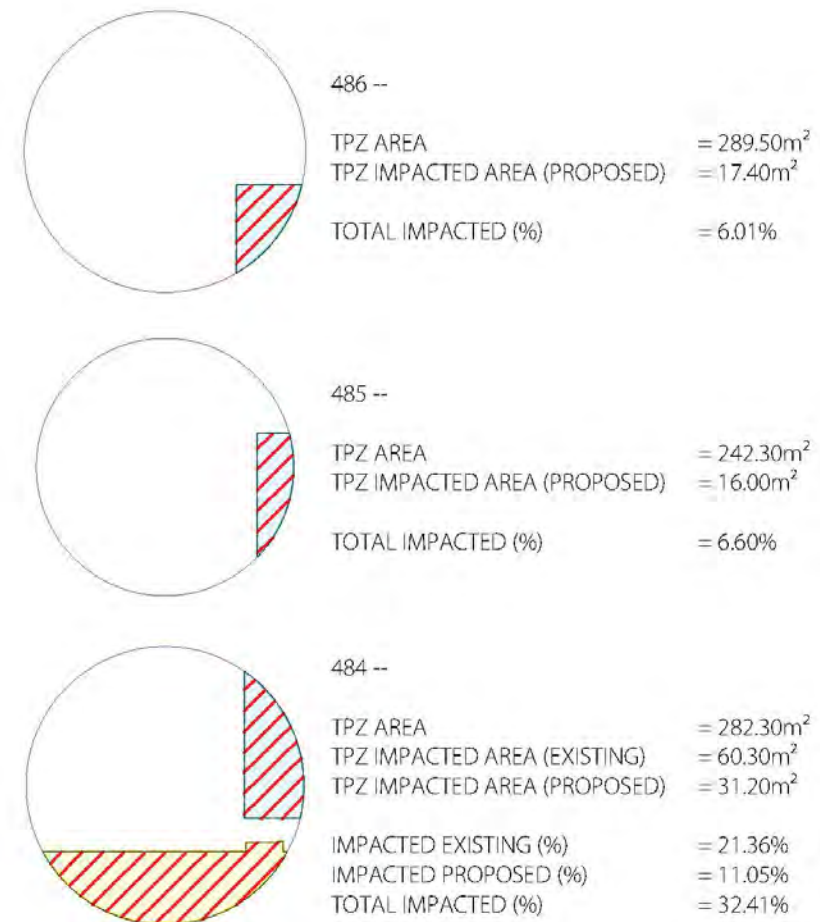 486 --
TPZ AREA = 289.50m²
TPZ IMPACTED AREA (PROPOSED) = 17.40m²
TOTAL IMPACTED (%) = 6.01%
485 --
TPZ AREA = 242.30m²
TPZ IMPACTED AREA (PROPOSED) = 16.00m²
TOTAL IMPACTED (%) = 6.60%
484 --
TPZ AREA = 282.30m²
TPZ IMPACTED AREA (EXISTING) = 60.30m²
TPZ IMPACTED AREA (PROPOSED) = 31.20m²
IMPACTED EXISTING (%) = 21.36%
IMPACTED PROPOSED (%) = 11.05%
TOTAL IMPACTED (%) = 32.41%